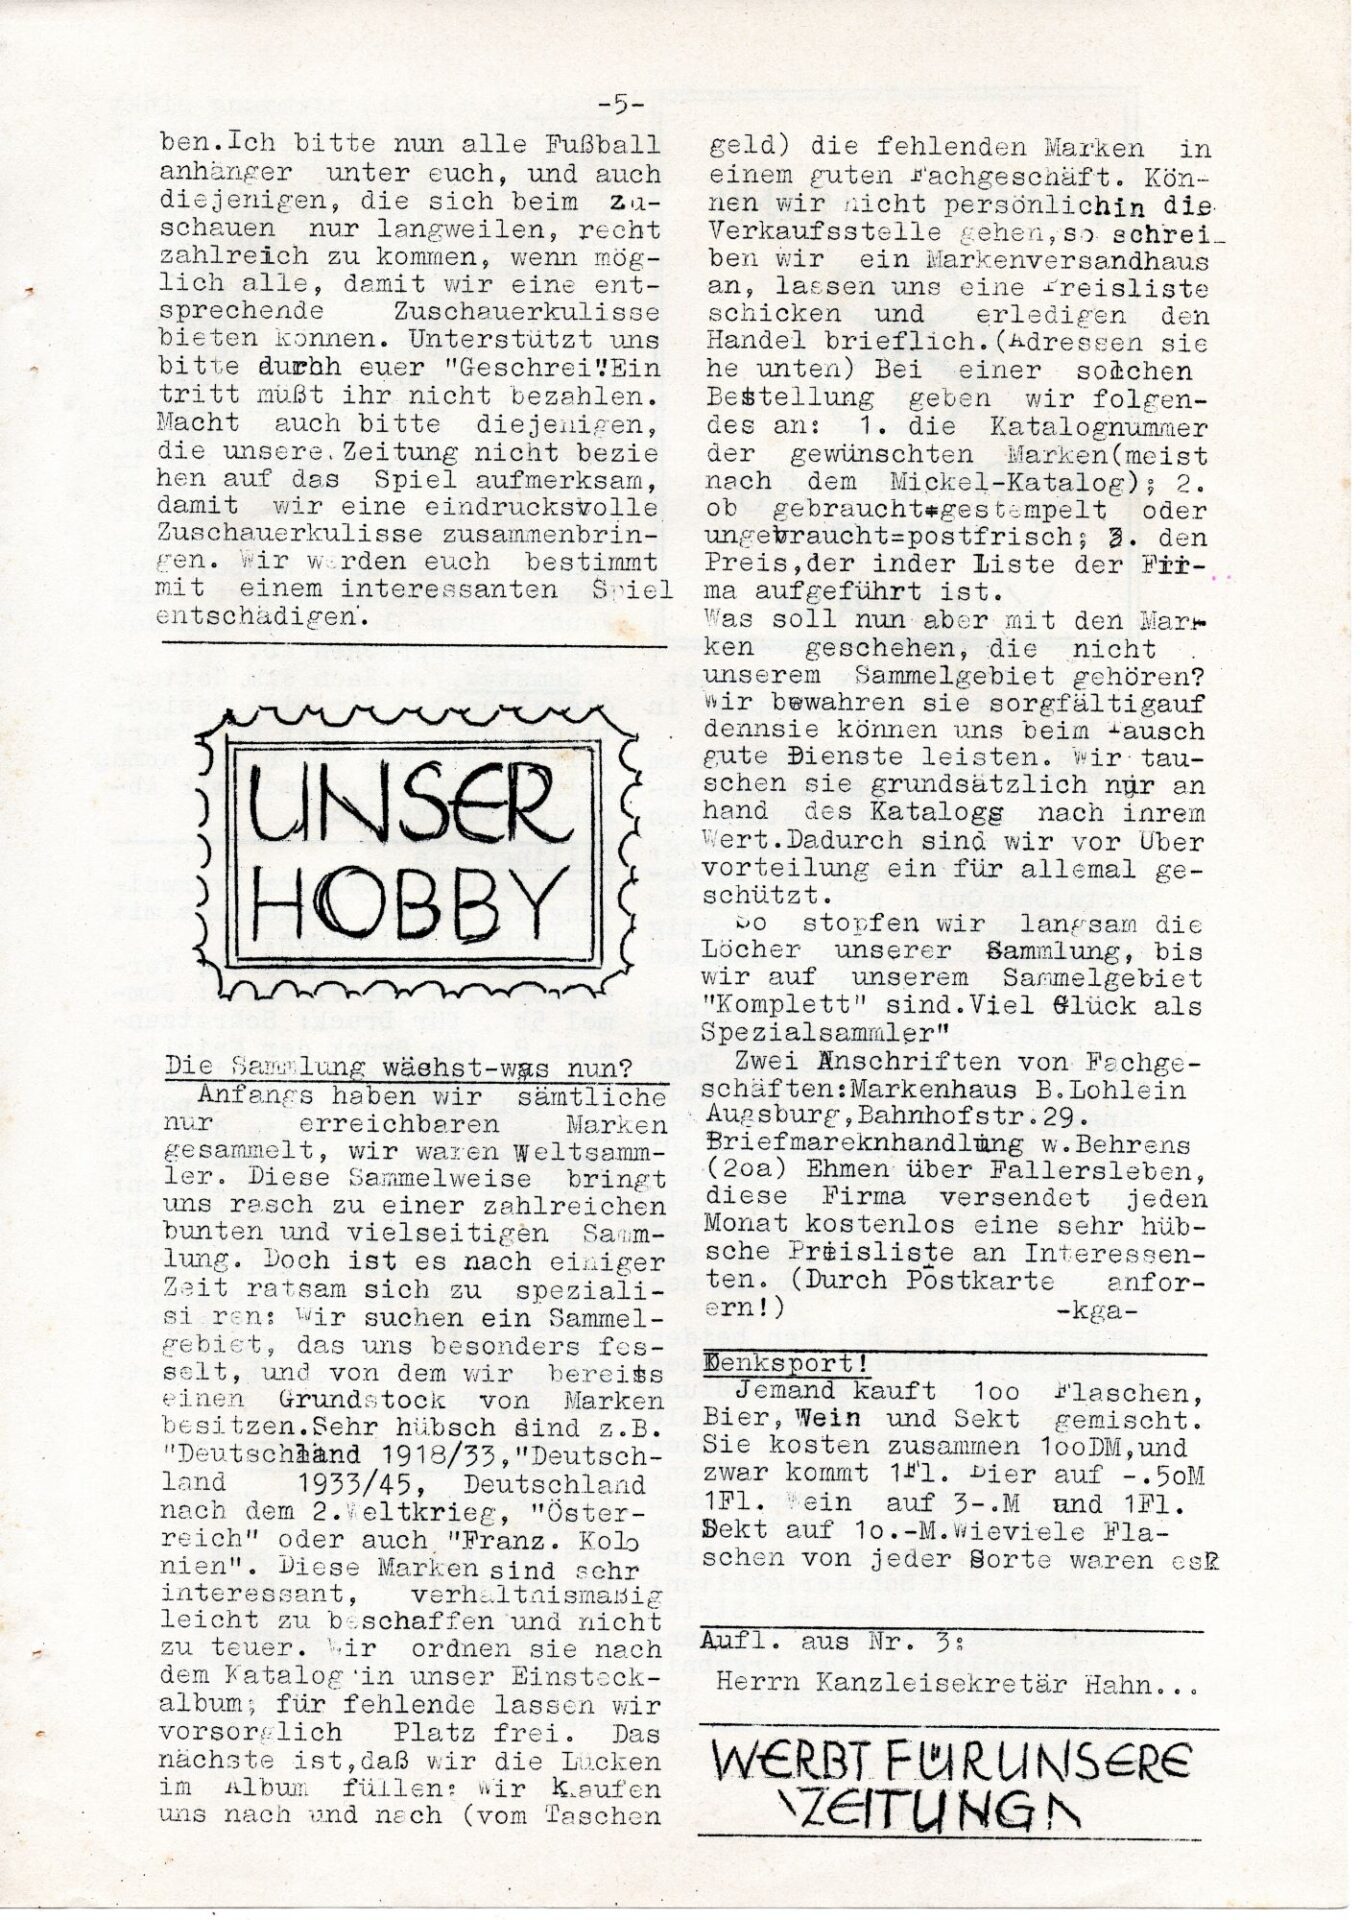 -5-
ben.Ich bitte nun alle Fußball
anhänger unter euch, und auch
diejenigen, die sich beim Zu-
schauen nur langweilen, recht
zahlreich zu kommen, wenn mög-
lich alle, damit wir eine ent-
sprechende Zuschauerkulisse
bieten können. Unterstützt uns
bitte durhh euer "Geschrei"!Ein
tritt müßt ihr nicht bezahlen.
Macht auch bitte diejenigen,
die unsere Zeitung nicht bezie
hen auf das Spiel aufmerksam,
damit wir eine eindrucksvolle
Zuschauerkulisse zusammenbrin-
gen. Wir werden euch bestimmt
mit einem interessanten Spiel
entschädigen.
UNSER
HOBBY
Die Sammlung wächst-was nun?
Anfangs haben wir sämtliche
nur erreichbaren Marken
gesammelt, wir waren Weltsamm-
ler. Diese Sammelweise bringt
uns rasch zu einer zahlreichen
bunten und vielseitigen Samm-
lung. Doch ist es nach einiger
Zeit ratsam sich zu speziali-
si ren: Wir suchen ein Sammel-
gebiet, das uns besonders fes-
selt, und von dem wir bereits
einen Grundstock von Marken
besitzen.Sehr hübsch sind z.B.
"Deutschland 1918/33,"Deutsch-
land 1933/45, Deutschland
nach dem 2.Weltkrieg, "Öster-
reich" oder auch "Franz. Kolo
nien". Diese Marken sind sehr
interessant, verhältnismäßig
leicht zu beschaffen und nicht
zu teuer. Wir ordnen sie nach
dem Katalog in unser Einsteck-
album; für fehlende lassen wir
vorsorglich Platz frei. Das
nächste ist,daß wir die Lücken
im Album füllen: Wir kaufen
uns nach und nach (vom Taschen
geld) die fehlenden Marken in
einem guten Fachgeschäft. Kön-
nen wir nicht persönlichin die
Verkaufsstelle gehen,so schrei-
ben wir ein Markenversandhaus
an, lassen uns eine Preisliste
schicken und erledigen den
Handel brieflich.(Adressen sie
he unten) Bei einer solchen
Bestellung geben wir folgen-
des an: 1. die Katalognummer
der gewünschten Marken(meist
nach dem Mickel-Katalog); 2.
ob gebraucht=gestempelt oder
ungebraucht=postfrisch; 3. den
Preis,der inder Liste der Fir-
ma aufgeführt ist.
Was soll nun aber mit den Mar-
ken geschehen, die nicht
unserem Sammelgebiet gehören?
Wir bewahren sie sorgfältigauf
dennsie können uns beim Tausch
gute Dienste leisten. Wir tau-
schen sie grundsätzlich nur an
hand des Katalogs nach ihrem
Wert.Dadurch sind wir vor Über
vorteilung ein für allemal ge-
schützt.
So stopfen wir langsam die
Löcher unserer Sammlung, bis
wir auf unserem Sammelgebiet
"Komplett" sind.Viel Glück als
Spezialsammler"
Zwei Anschriften von Fachge-
schäften:Markenhaus B.Lohlein
Augsburg,Bahnhofstr.29.
Briefmareknhandlung w.Behrens
(2oa) Ehmen über Fallersleben,
diese Firma versendet jeden
Monat kostenlos eine sehr hüb-
sche Preisliste an Interessen-
ten. (Durch Postkarte anfor-
ern!) -kga-
Denksport!
Jemand kauft 1oo Flaschen,
Bier, Wein und Sekt gemischt.
Sie kosten zusammen 1ooDM,und
zwar kommt 1Fl. Bier auf -.5oM
1Fl. Wein auf 3-.M und 1Fl.
Sekt auf 1o.-M.Wieviele Fla-
schen von jeder Sorte waren es?
Aufl. aus Nr. 3:
Herrn Kanzleisekretär Hahn...
WERBT FÜR UNSERE
ZEITUNG!